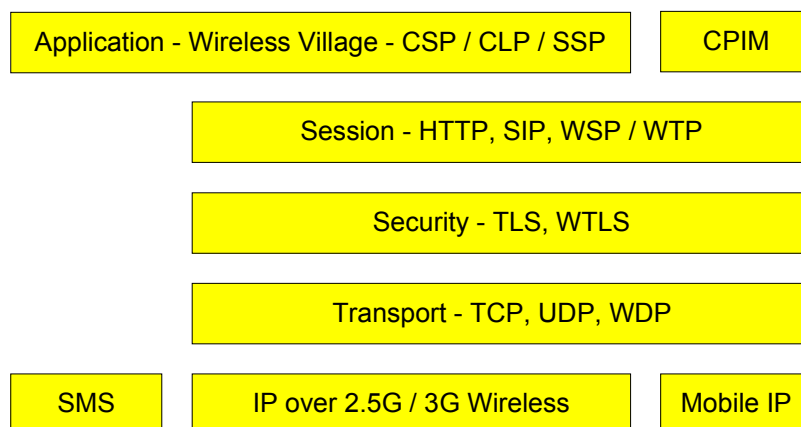 Application - Wireless Village - CSP / CLP / SSP
CPIM
Session - HTTP, SIP, WSP / WTP
Security - TLS, WTLS
Transport - TCP, UDP, WDP
SMS
IP over 2.5G / 3G Wireless
Mobile IP